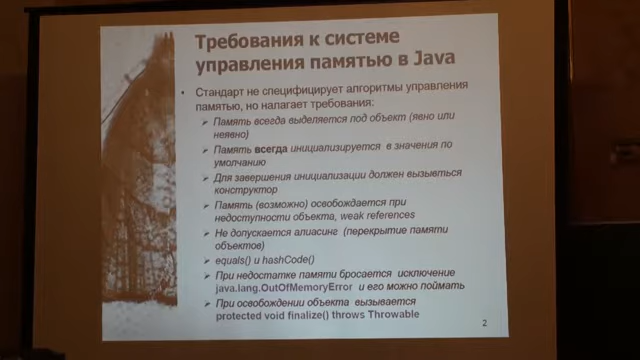 Требования к системе
управления памятью в Java
• Стандарт не специфицирует алгоритмы управления
памятью, но налагает требования:
➢ Память всегда выделяется под объект (явно или
неявно)
➢ Память всегда инициализируется в значения по
умолчанию
➢ Для завершения инициализации должен вызывться
конструктор
➢ Память (возможно) освобождается при
недоступности объекта, weak references
➢ Не допускается алиасинг (перекрытие памяти
объектов)
➢ equals() и hashCode()
➢ При недостатке памяти бросается исключение
java.lang.OutOfMemoryError и его можно поймать
➢ При освобождении объекта вызывается
protected void finalize() throws Throwable
2